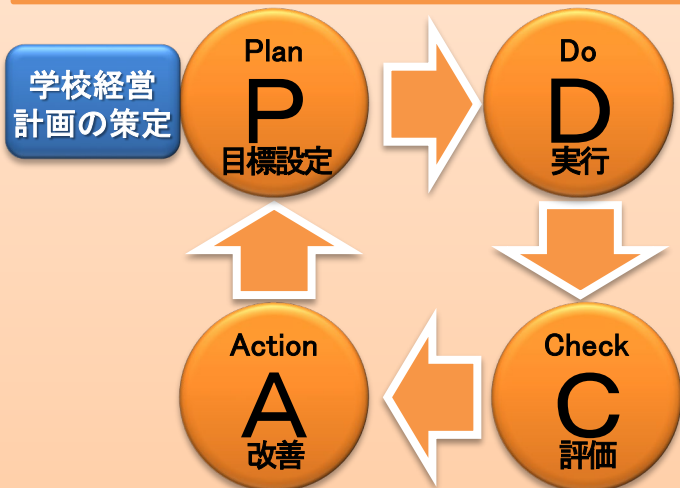 学校経営
計画の策定
Plan
P
目標設定
Do
D
実行
Action
A
改善
Check
C
評価